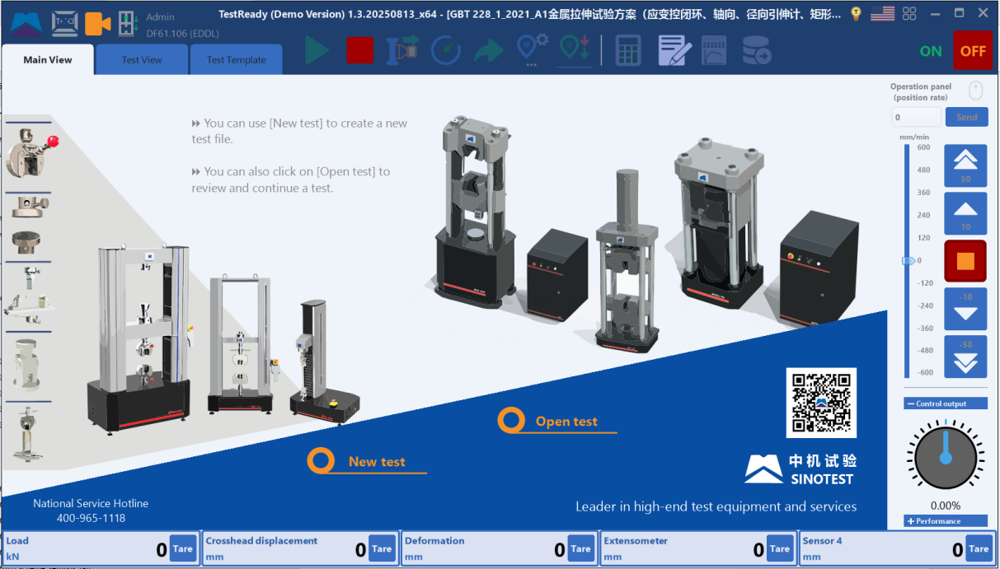 Admin
DF61.106 (EDDL)
TestReady (Demo Version) 1.3.20250813_x64 - [GBT 228_1_2021_A1金属拉伸试验方案（应变控闭环、轴向、径向引伸计、矩形...
Main View
Test View
Test Template
ON
OFF
Operation panel
(position rate)
0
Send
mm/min
600
480
360
240
120
0
-120
-240
-360
-480
-600
50
10
-10
-50
Control output
0.00%
Performance
You can use [New test] to create a new
test file.
You can also click on [Open test] to
review and continue a test.
Open test
New test
中机试验
SINOTEST
Leader in high-end test equipment and services
National Service Hotline
400-965-1118
Load
kN
0
Tare
Crosshead displacement
mm
0
Tare
Deformation
mm
0
Tare
Extensometer
mm
0
Tare
Sensor 4
mm
0
Tare